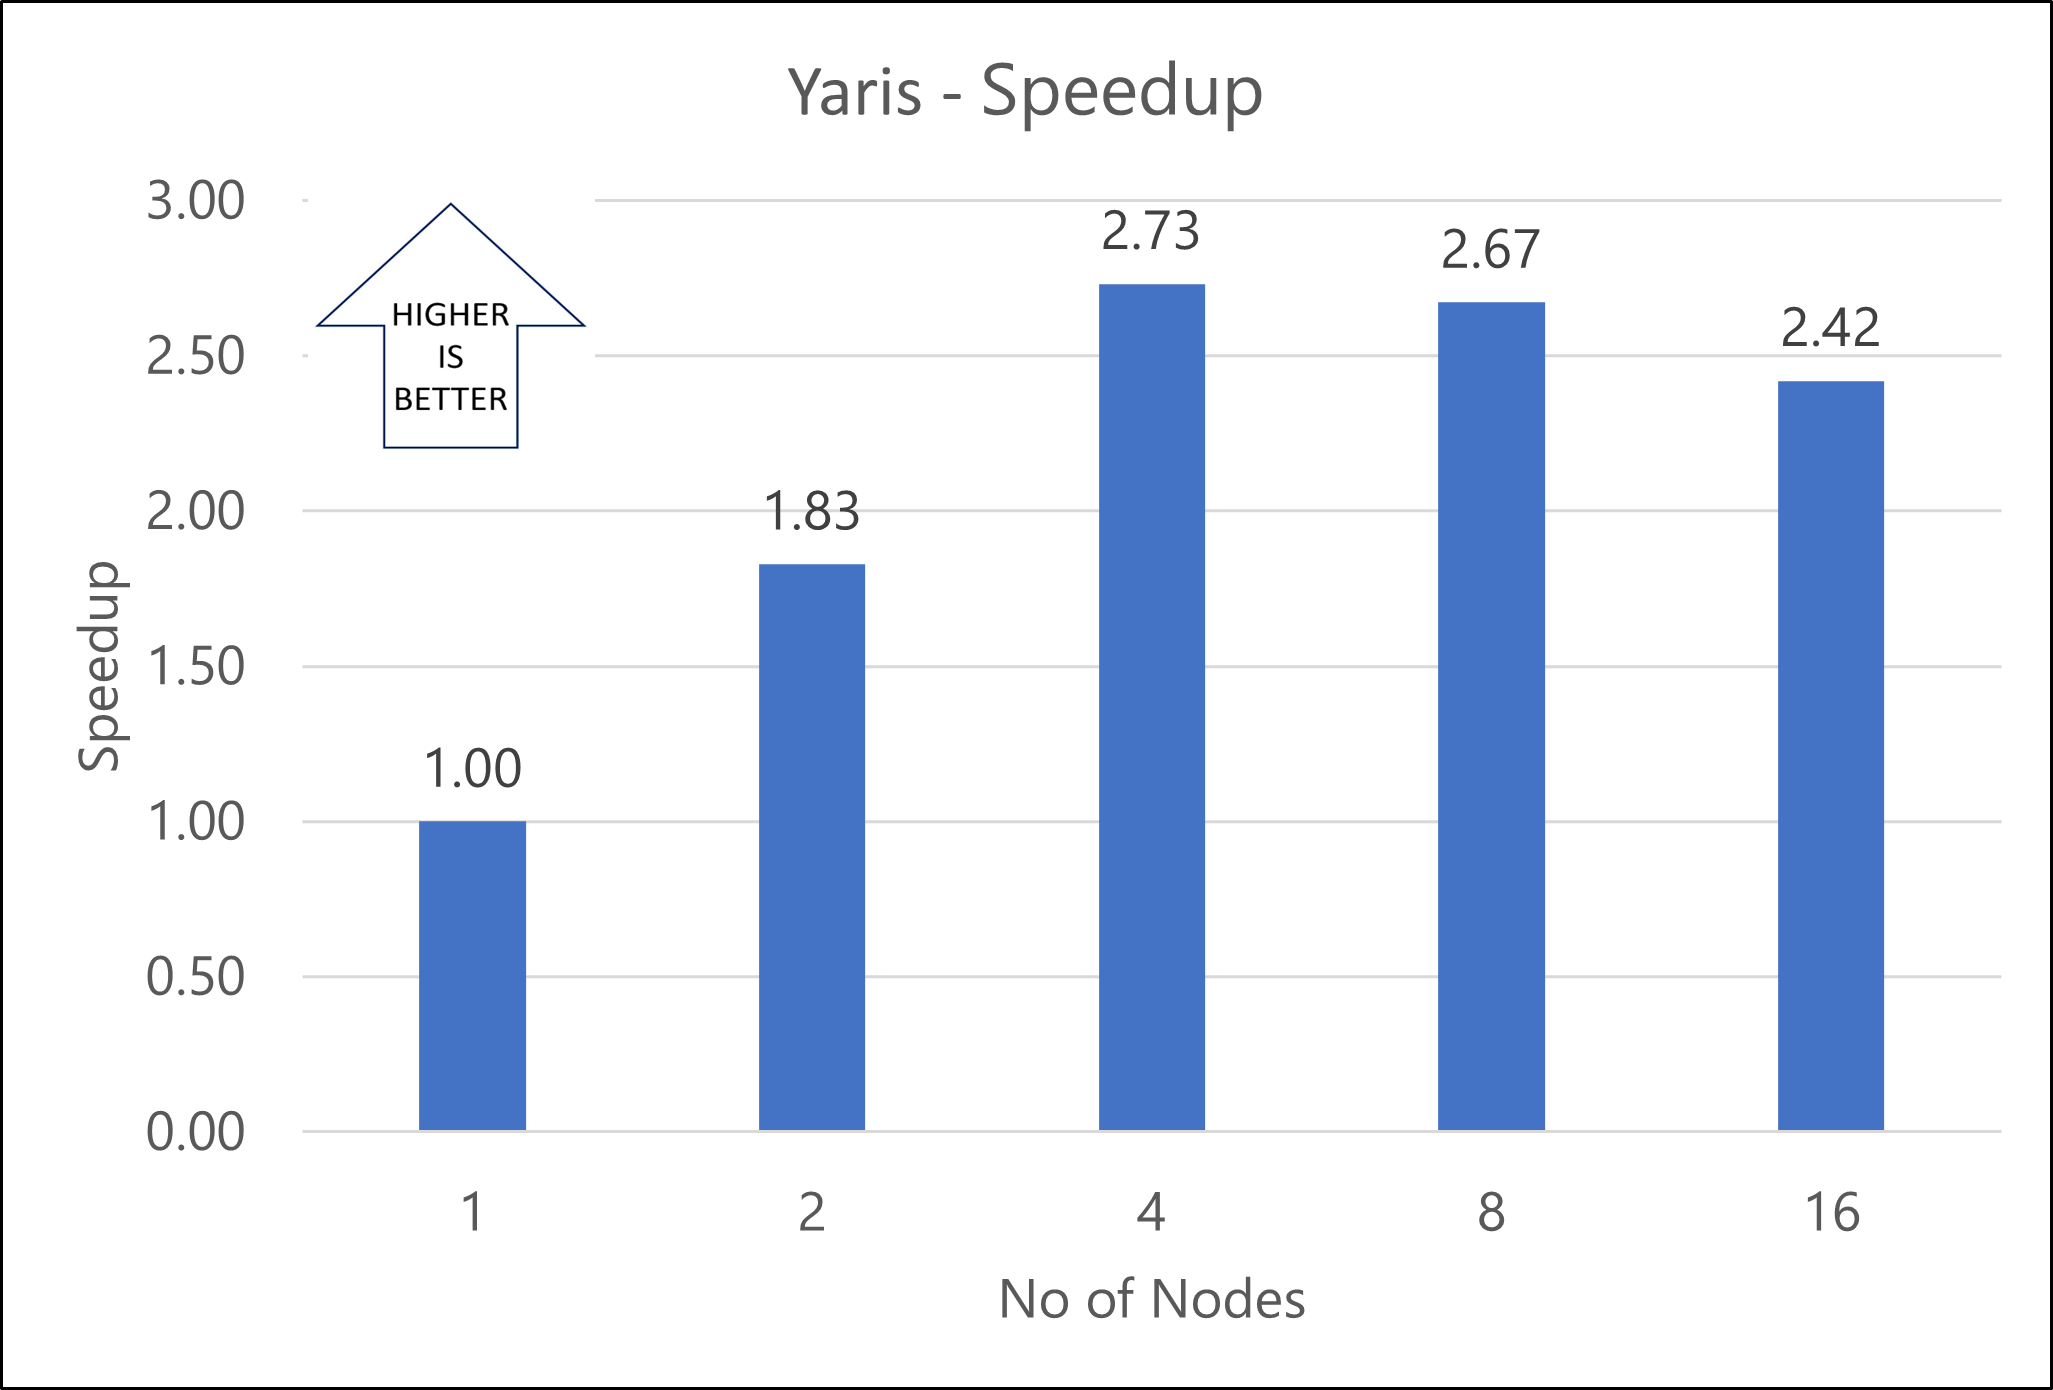 Yaris - Speedup
3.00
2.50
2.00
1.50
1.00
0.50
0.00
Speedup
HIGHER
IS
BETTER
1.00
1.83
2.73
2.67
2.42
1
2
4
8
16
No of Nodes